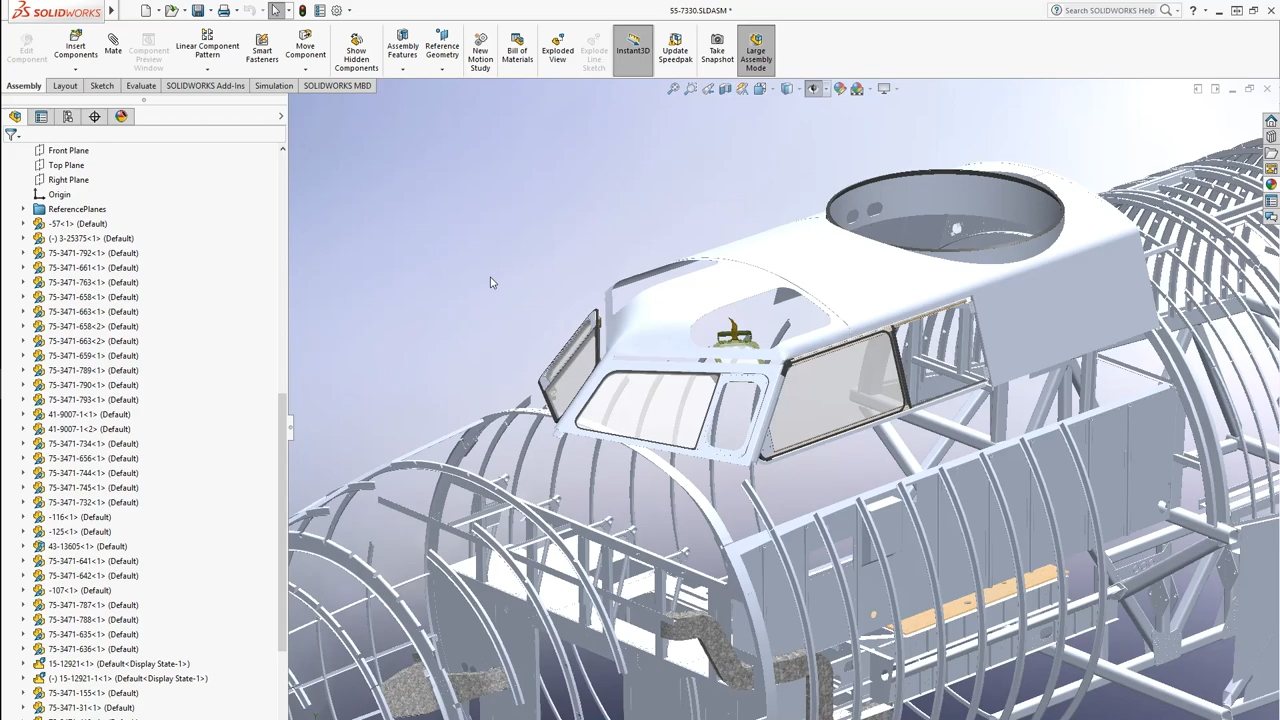 SOLIDWORKS
55-7330.SLDASM *
Search SOLIDWORKS Help
Edit Component
Insert Components
Mate
Component Preview Window
Linear Component Pattern
Smart Fasteners
Move Component
Show Hidden Components
Assembly Features
Reference Geometry
New Motion Study
Bill of Materials
Exploded View
Explode Line Sketch
Instant3D
Update Speedpak
Take Snapshot
Large Assembly Mode
Assembly
Layout
Sketch
Evaluate
SOLIDWORKS Add-Ins
Simulation
SOLIDWORKS MBD
Front Plane
Top Plane
Right Plane
Origin
ReferencePlanes
-57<1> (Default)
(-) 3-25375<1> (Default)
75-3471-792<1> (Default)
75-3471-661<1> (Default)
75-3471-763<1> (Default)
75-3471-658<1> (Default)
75-3471-663<1> (Default)
75-3471-658<2> (Default)
75-3471-663<2> (Default)
75-3471-659<1> (Default)
75-3471-789<1> (Default)
75-3471-790<1> (Default)
75-3471-793<1> (Default)
41-9007-1<1> (Default)
41-9007-1<2> (Default)
75-3471-734<1> (Default)
75-3471-656<1> (Default)
75-3471-744<1> (Default)
75-3471-745<1> (Default)
75-3471-732<1> (Default)
-116<1> (Default)
-125<1> (Default)
43-13605<1> (Default)
75-3471-641<1> (Default)
75-3471-642<1> (Default)
-107<1> (Default)
75-3471-787<1> (Default)
75-3471-788<1> (Default)
75-3471-635<1> (Default)
75-3471-636<1> (Default)
15-12921<1> (Default<Display State-1>)
(-) 15-12921-1<1> (Default<Display State-1>)
75-3471-155<1> (Default)
75-3471-31<1> (Default)